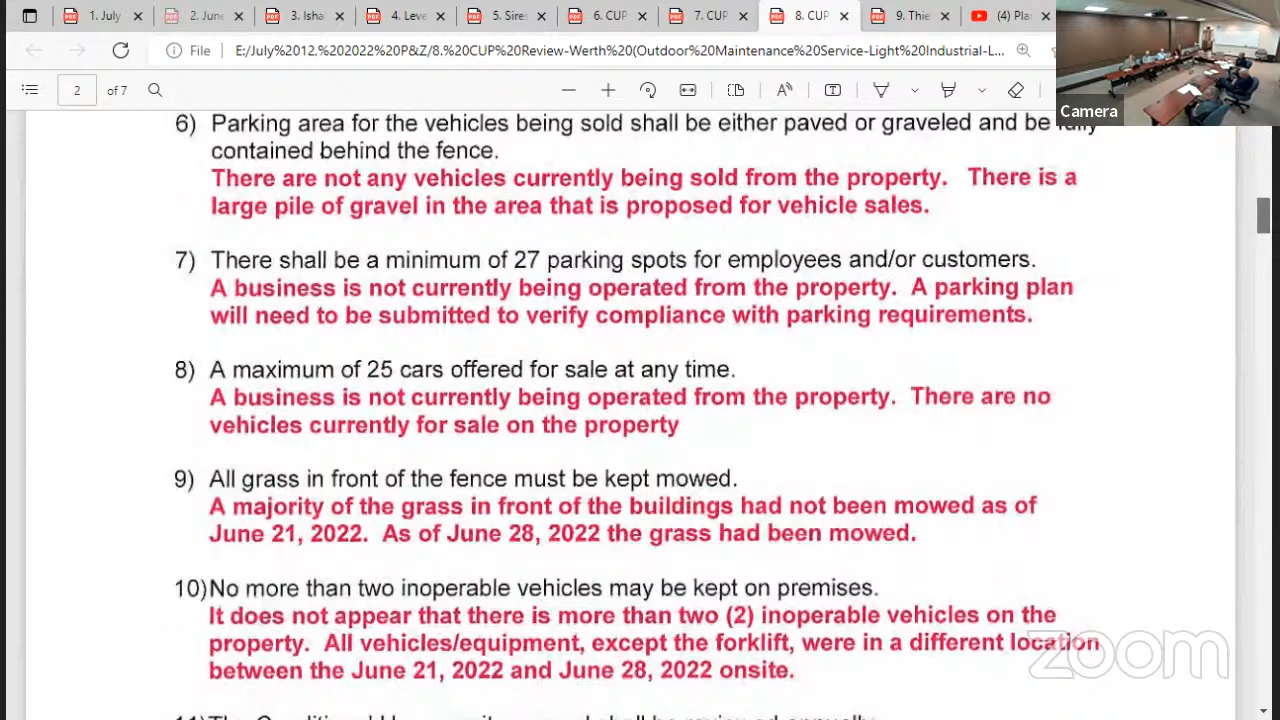 1. July
2. June
3. Isha
4. Leve
5. Sires
6. CUP
7. CUP
8. CUP
9. Thie
(4) Pla
File
E:/July%2012,%202022%20P&Z/8.%20CUP%20Review-Werth%20(Outdoor%20Maintenance%20Service-Light%20Industrial-L...
2 of 7
Camera
6) Parking area for the vehicles being sold shall be either paved or graveled and be fully
contained behind the fence.
There are not any vehicles currently being sold from the property. There is a
large pile of gravel in the area that is proposed for vehicle sales.
7) There shall be a minimum of 27 parking spots for employees and/or customers.
A business is not currently being operated from the property. A parking plan
will need to be submitted to verify compliance with parking requirements.
8) A maximum of 25 cars offered for sale at any time.
A business is not currently being operated from the property. There are no
vehicles currently for sale on the property
9) All grass in front of the fence must be kept mowed.
A majority of the grass in front of the buildings had not been mowed as of
June 21, 2022. As of June 28, 2022 the grass had been mowed.
10)No more than two inoperable vehicles may be kept on premises.
It does not appear that there is more than two (2) inoperable vehicles on the
property. All vehicles/equipment, except the forklift, were in a different location
between the June 21, 2022 and June 28, 2022 onsite.
zoom